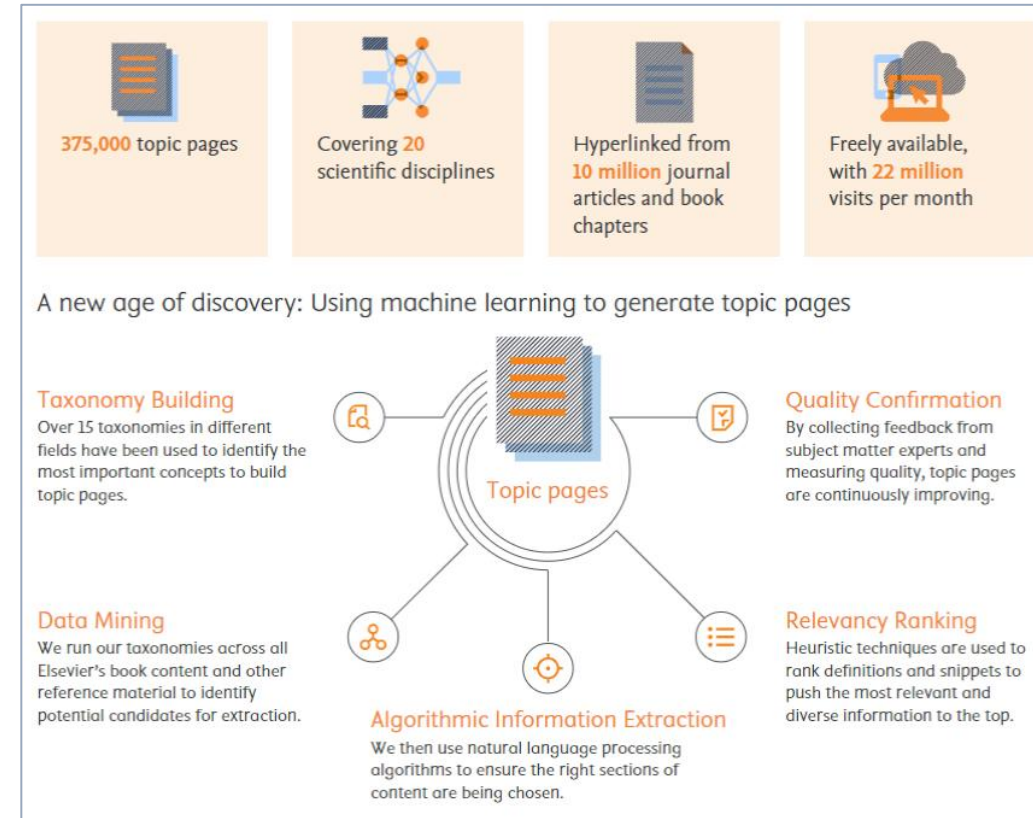 375,000 topic pages
Covering 20
scientific disciplines
Hyperlinked from
10 million journal
articles and book
chapters
Freely available,
with 22 million
visits per month
A new age of discovery: Using machine learning to generate topic pages
Topic pages
Taxonomy Building
Over 15 taxonomies in different
fields have been used to identify the
most important concepts to build
topic pages.
Data Mining
We run our taxonomies across all
Elsevier's book content and other
reference material to identify
potential candidates for extraction.
Algorithmic Information Extraction
We then use natural language processing
algorithms to ensure the right sections of
content are being chosen.
Relevancy Ranking
Heuristic techniques are used to
rank definitions and snippets to
push the most relevant and
diverse information to the top.
Quality Confirmation
By collecting feedback from
subject matter experts and
measuring quality, topic pages
are continuously improving.